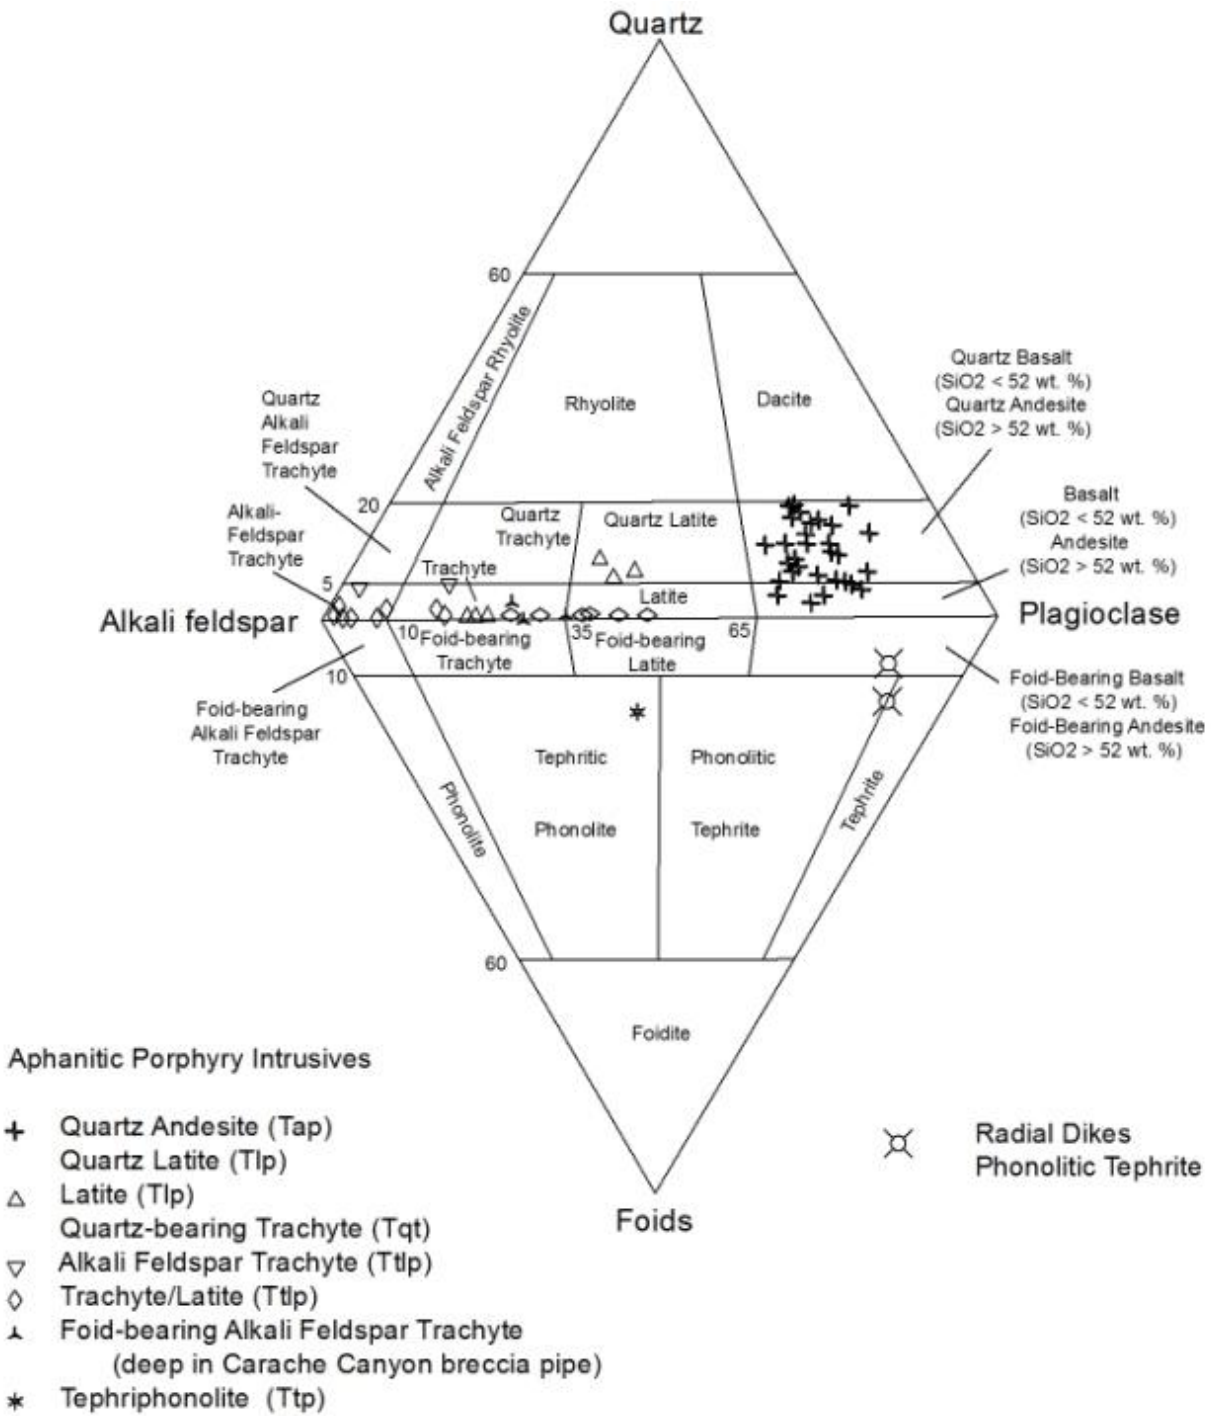 Quartz
60
Alkali Feldspar Rhyolite
Rhyolite
Dacite
Quartz Basalt
(SiO2 < 52 wt. %)
Quartz Andesite
(SiO2 > 52 wt. %)
Quartz
Alkali
Feldspar
Trachyte
20
Alkali-
Feldspar
Trachyte
Quartz
Trachyte
Quartz Latite
Basalt
(SiO2 < 52 wt. %)
Andesite
(SiO2 > 52 wt. %)
5
Trachyte
Latite
Alkali feldspar
Plagioclase
10
35
65
Foid-bearing
Trachyte
Foid-bearing
Latite
10
Foid-bearing
Alkali Feldspar
Trachyte
Foid-Bearing Basalt
(SiO2 < 52 wt. %)
Foid-Bearing Andesite
(SiO2 > 52 wt. %)
Phonolite
Tephritic
Phonolite
Phonolitic
Tephrite
Tephrite
60
Foidite
Foids
Aphanitic Porphyry Intrusives
Quartz Andesite (Tap)
Quartz Latite (Tlp)
Latite (Tlp)
Quartz-bearing Trachyte (Tqt)
Alkali Feldspar Trachyte (Ttlp)
Trachyte/Latite (Ttlp)
Foid-bearing Alkali Feldspar Trachyte
(deep in Carache Canyon breccia pipe)
Tephriphonolite (Ttp)
Radial Dikes
Phonolitic Tephrite